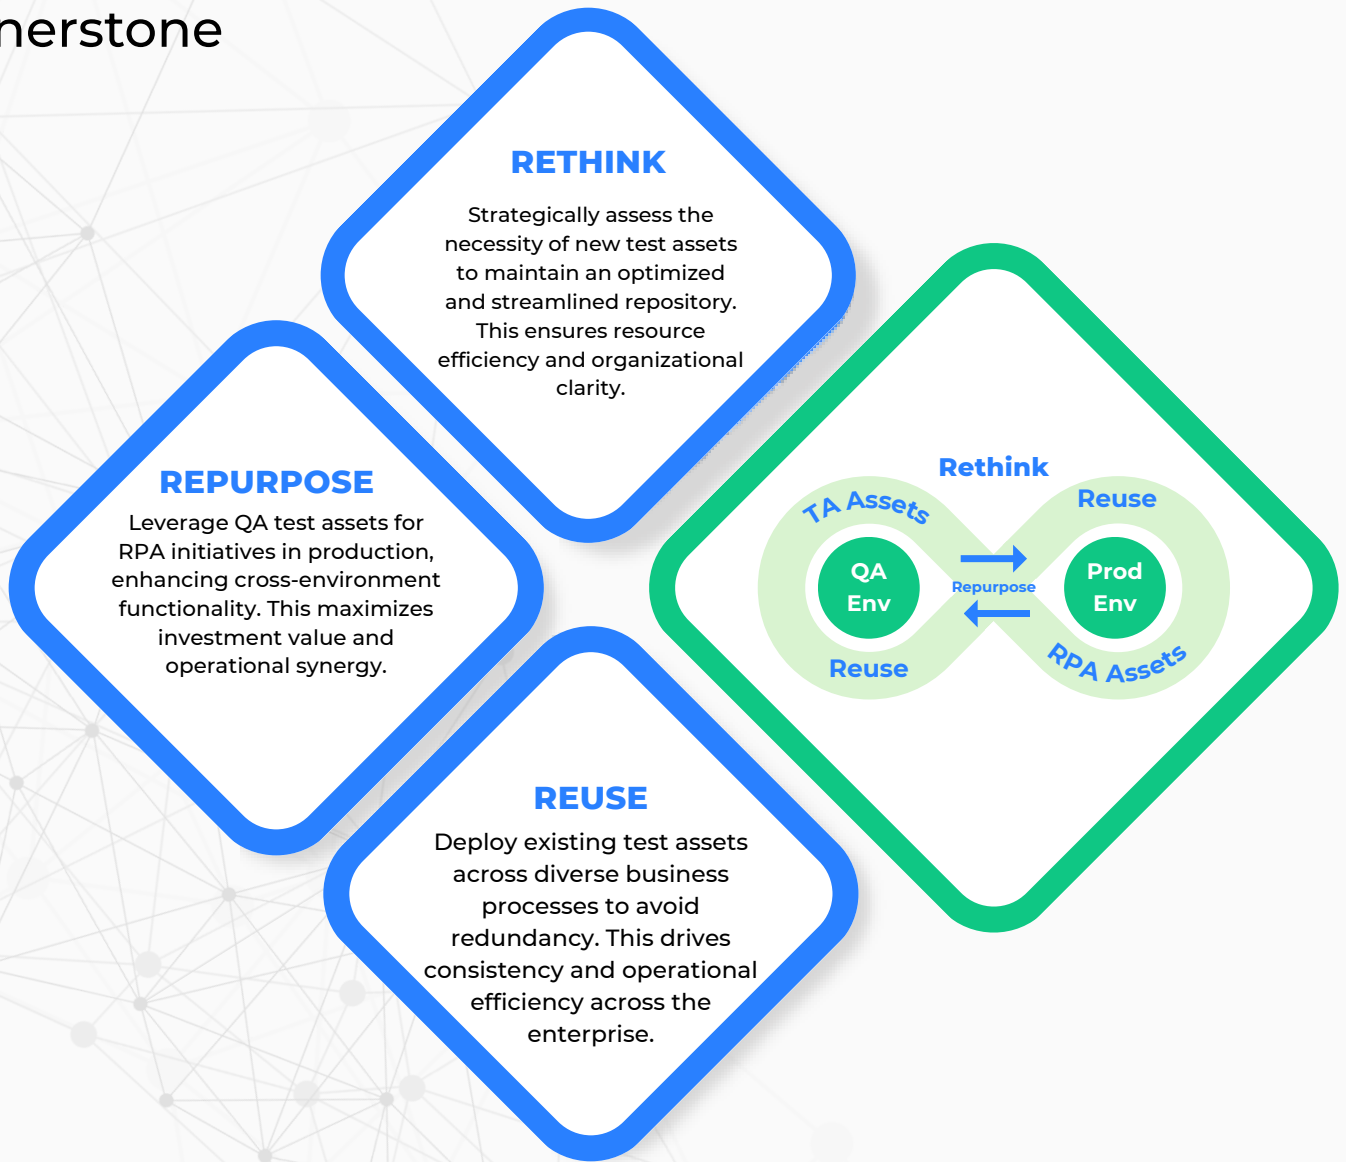 nerstone
RETHINK
Strategically assess the
necessity of new test assets
to maintain an optimized
and streamlined repository.
This ensures resource
efficiency and organizational
clarity.
REPURPOSE
Leverage QA test assets for
RPA initiatives in production,
enhancing cross-environment
functionality. This maximizes
investment value and
operational synergy.
REUSE
Deploy existing test assets
across diverse business
processes to avoid
redundancy. This drives
consistency and operational
efficiency across the
enterprise.
Rethink
TA Assets
Reuse
QA
Env
Repurpose
Prod
Env
Reuse
RPA Assets